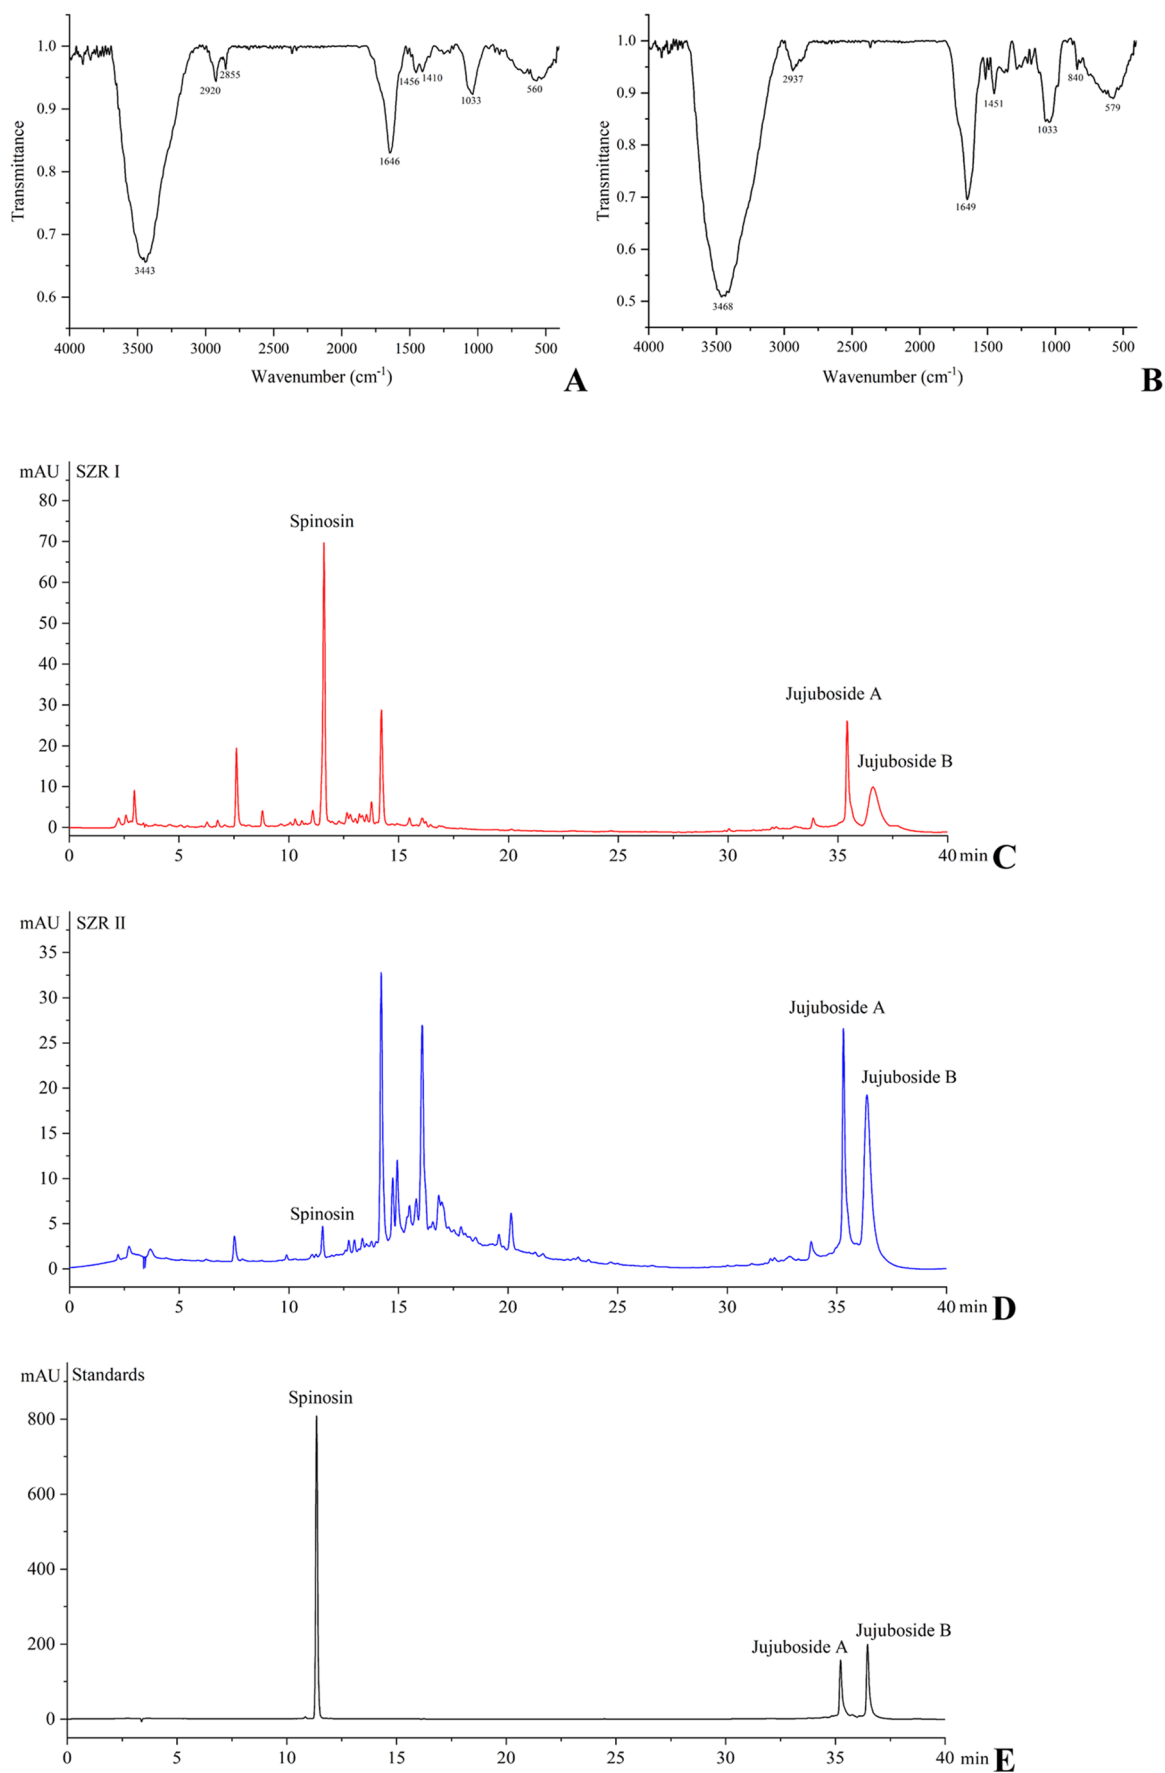 1.0
0.9
0.8
0.7
0.6
Transmittance
2920
2855
1456
1410
1033
560
1646
3443
4000 3500 3000 2500 2000 1500 1000 500
Wavenumber (cm⁻¹)
A
1.0
0.9
0.8
0.7
0.6
0.5
Transmittance
2937
1451
840
1033
579
1649
3468
4000 3500 3000 2500 2000 1500 1000 500
Wavenumber (cm⁻¹)
B
mAU SZR I
80
70
60
50
40
30
20
10
0
Spinosin
Jujuboside A
Jujuboside B
0 5 10 15 20 25 30 35 40 min
C
mAU SZR II
35
30
25
20
15
10
5
0
Spinosin
Jujuboside A
Jujuboside B
0 5 10 15 20 25 30 35 40 min
D
mAU Standards
800
600
400
200
0
Spinosin
Jujuboside A
Jujuboside B
0 5 10 15 20 25 30 35 40 min
E